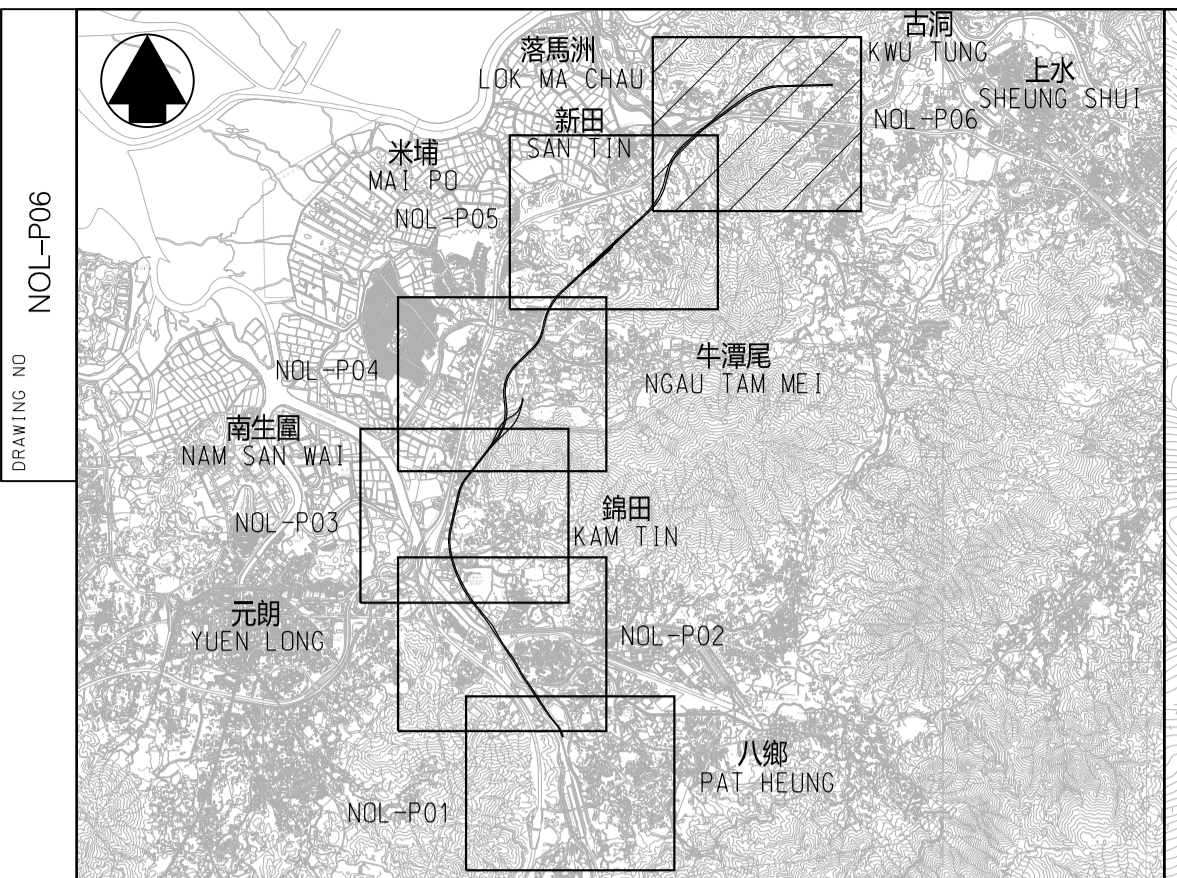 NOL-P06
DRAWING NO
古洞
KWU TUNG
落馬洲
LOK MA CHAU
上水
SHEUNG SHUI
NOL-P06
新田
SAN TIN
米埔
MAI PO
NOL-P05
牛潭尾
NGAU TAM MEI
NOL-P04
南生圍
NAM SAN WAI
錦田
KAM TIN
NOL-P03
元朗
YUEN LONG
NOL-P02
八鄉
PAT HEUNG
NOL-P01